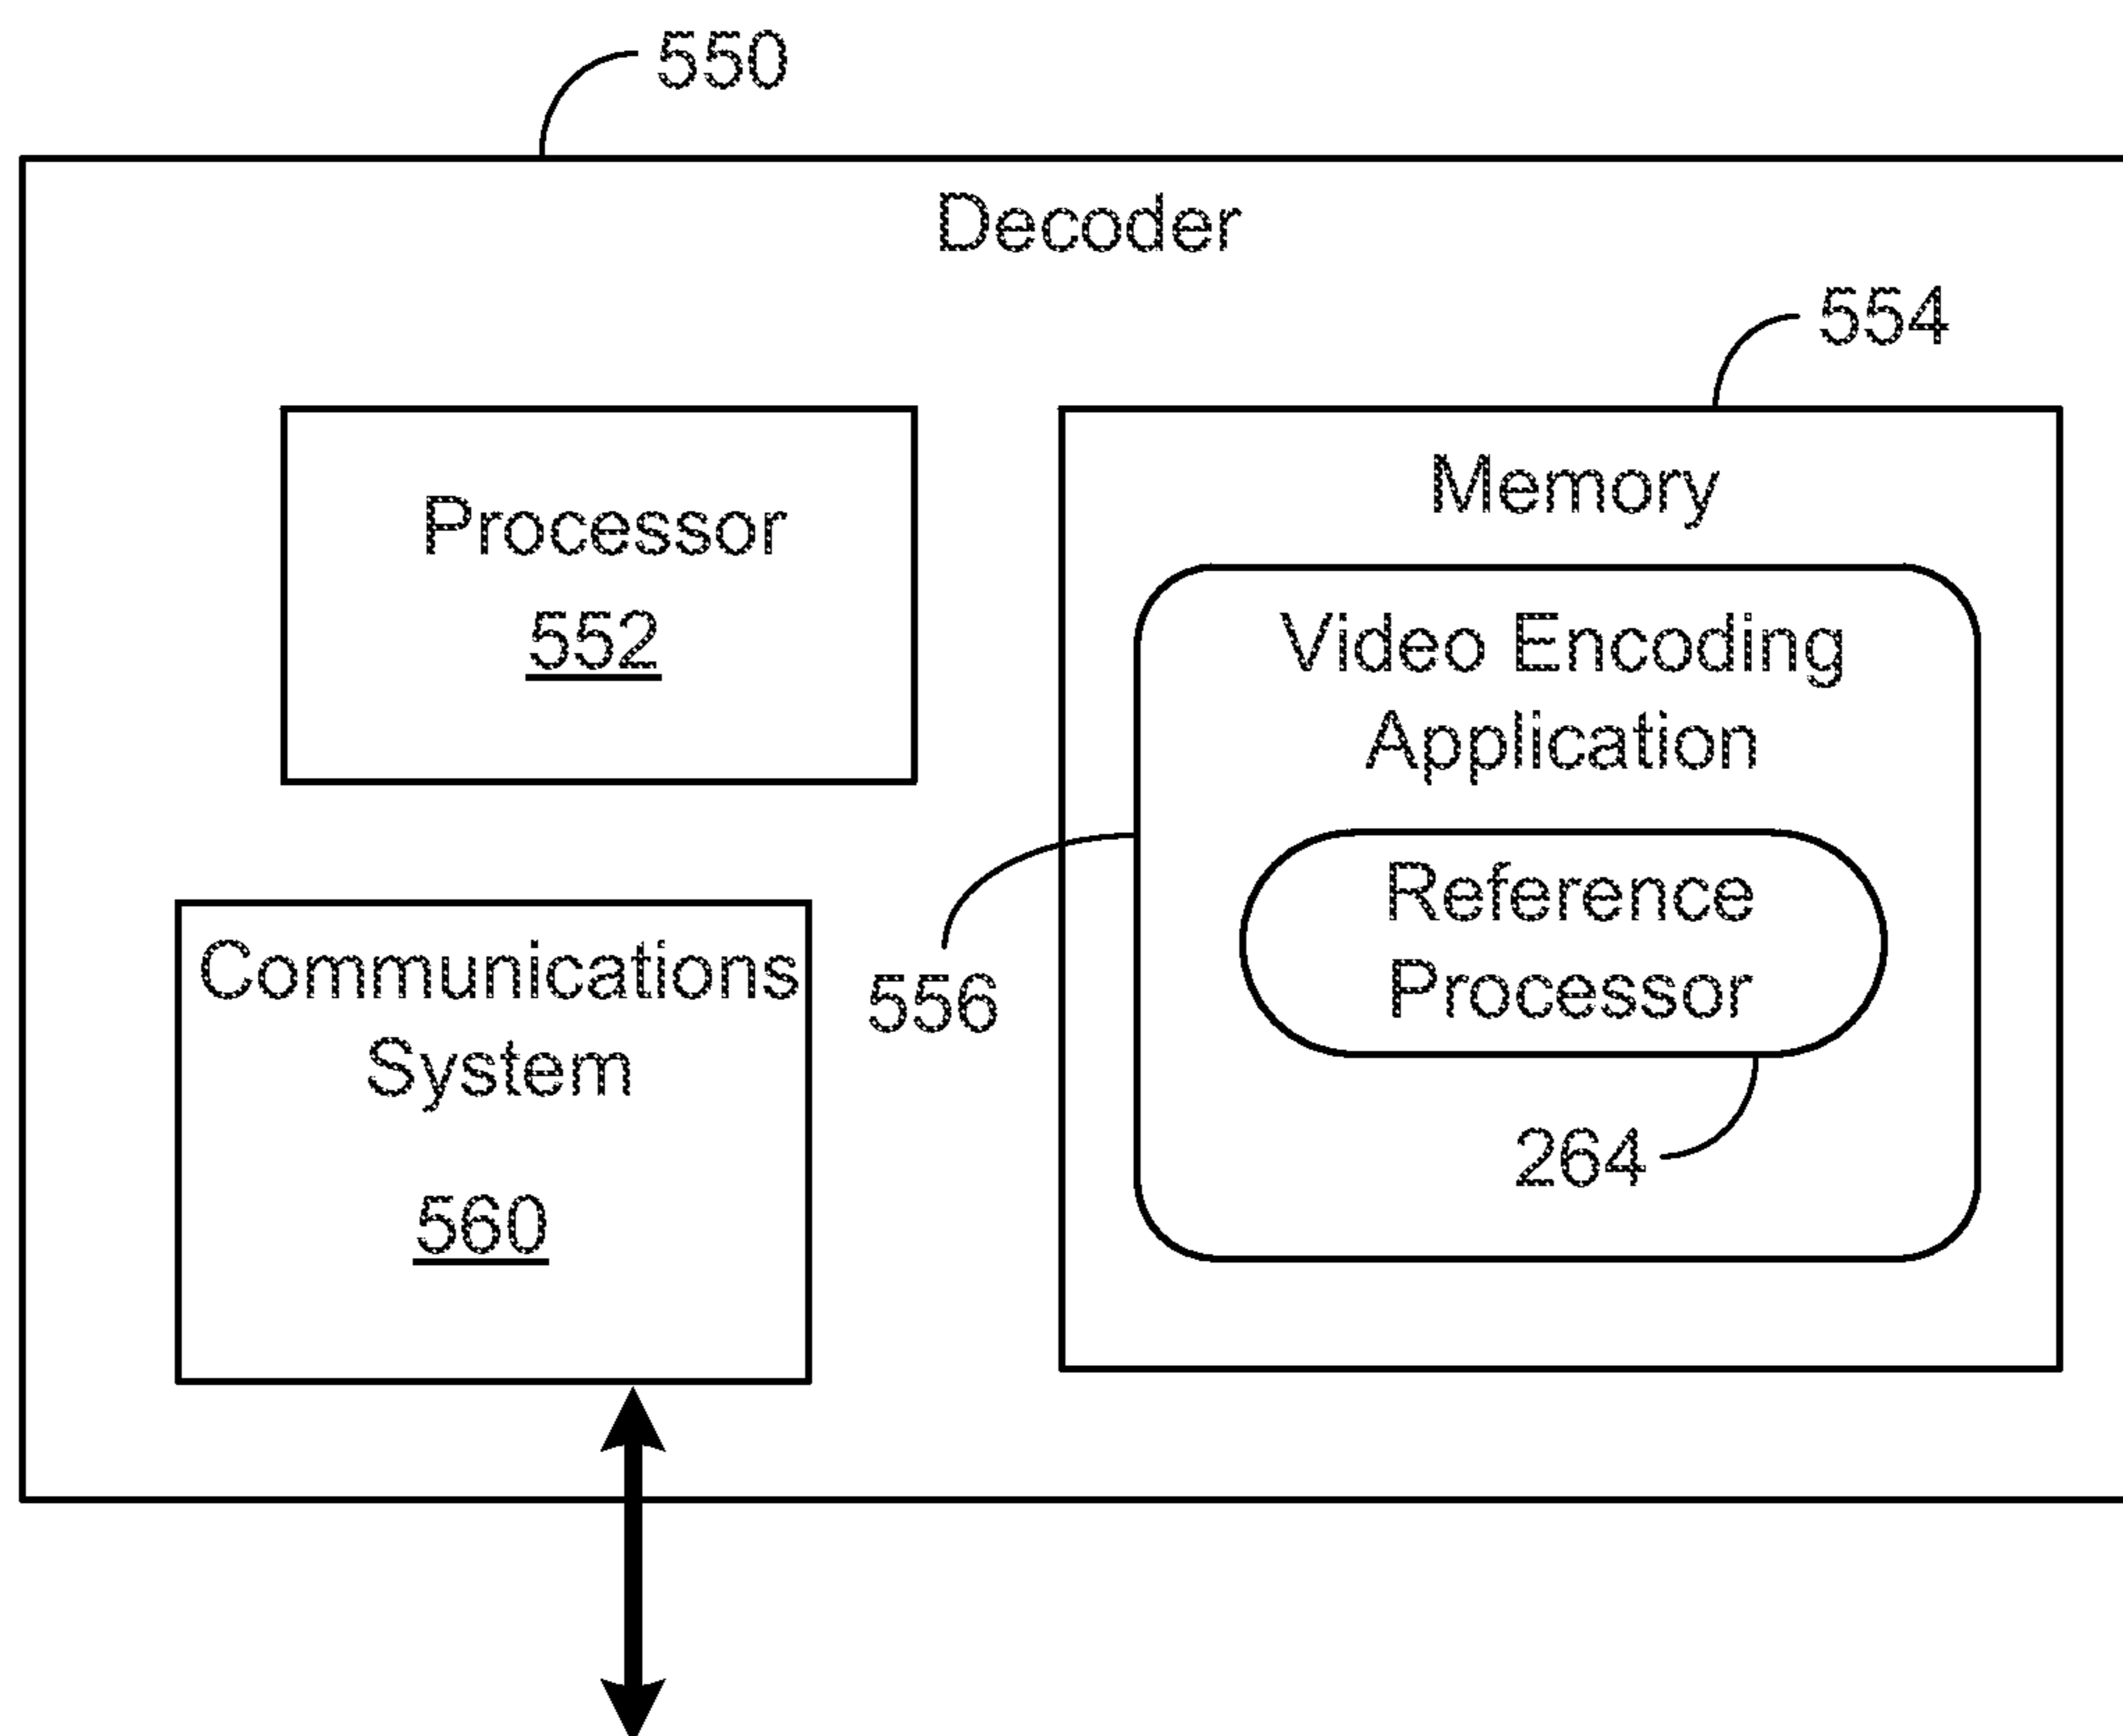 550
Decoder
554
Processor
552
Memory
Video Encoding
Application
Reference
Processor
264
556
Communications
System
560